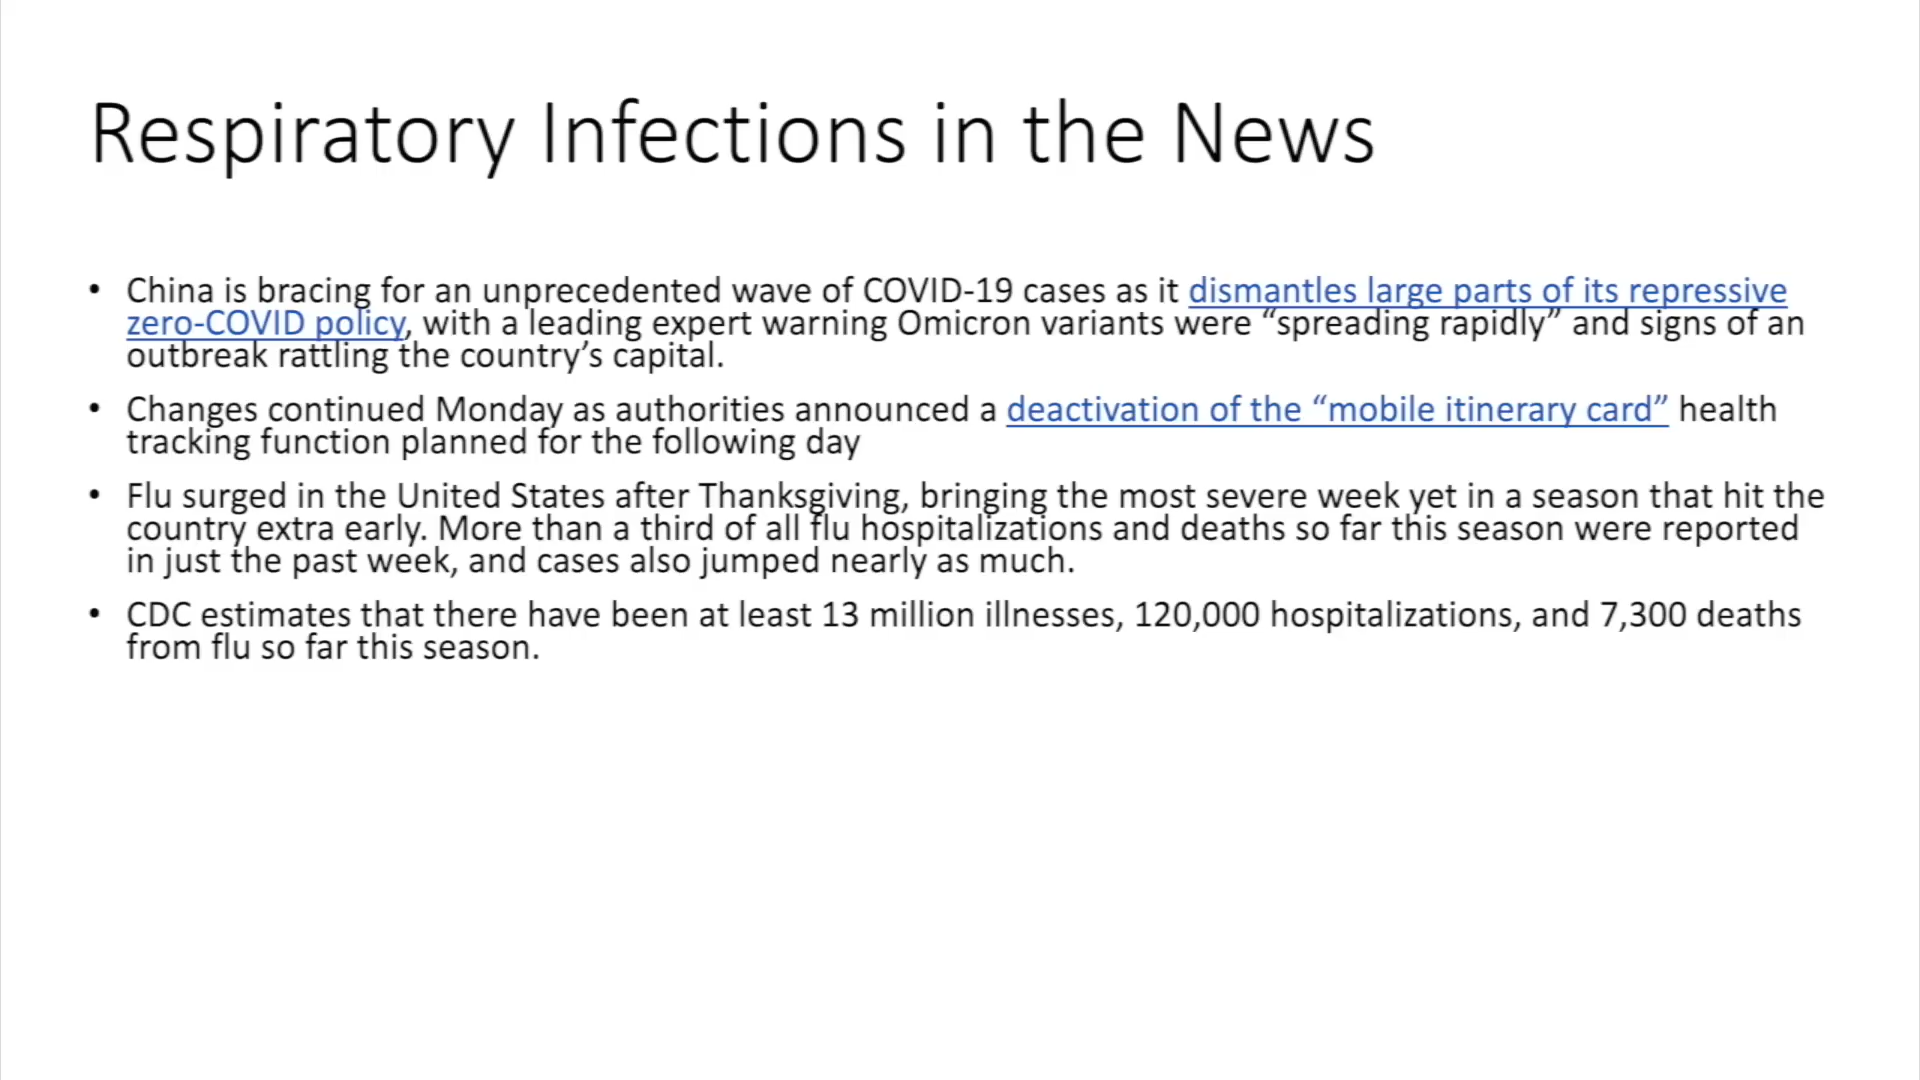 Respiratory Infections in the News
• China is bracing for an unprecedented wave of COVID-19 cases as it dismantles large parts of its repressive
zero-COVID policy, with a leading expert warning Omicron variants were “spreading rapidly” and signs of an
outbreak rattling the country’s capital.
• Changes continued Monday as authorities announced a deactivation of the “mobile itinerary card” health
tracking function planned for the following day
• Flu surged in the United States after Thanksgiving, bringing the most severe week yet in a season that hit the
country extra early. More than a third of all flu hospitalizations and deaths so far this season were reported
in just the past week, and cases also jumped nearly as much.
• CDC estimates that there have been at least 13 million illnesses, 120,000 hospitalizations, and 7,300 deaths
from flu so far this season.